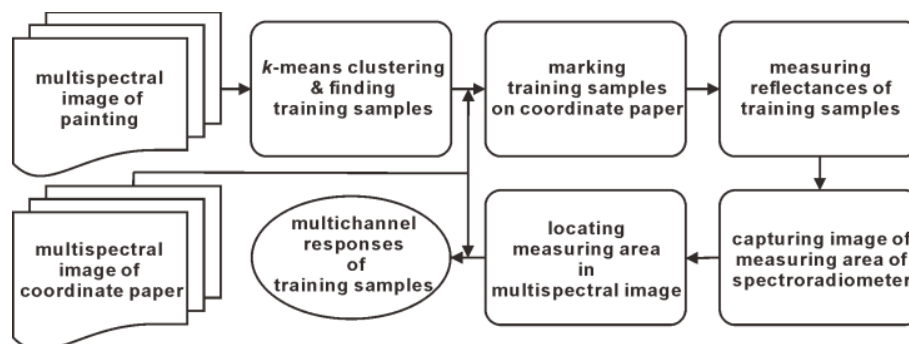 multispectral
image of
painting
k-means clustering
& finding
training samples
marking
training samples
on coordinate paper
measuring
reflectances of
training samples
multispectral
image of
coordinate paper
multichannel
responses
of
training samples
locating
measuring area
in
multispectral image
capturing image of
measuring area of
spectroradiometer